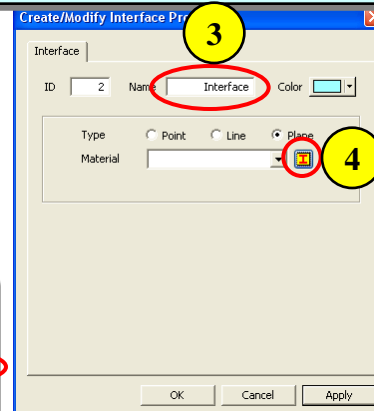 Create/Modify Interface Pro
3
Interface
ID 2 Name Interface Color
Type Point Line Plane
Material
4
OK Cancel Apply